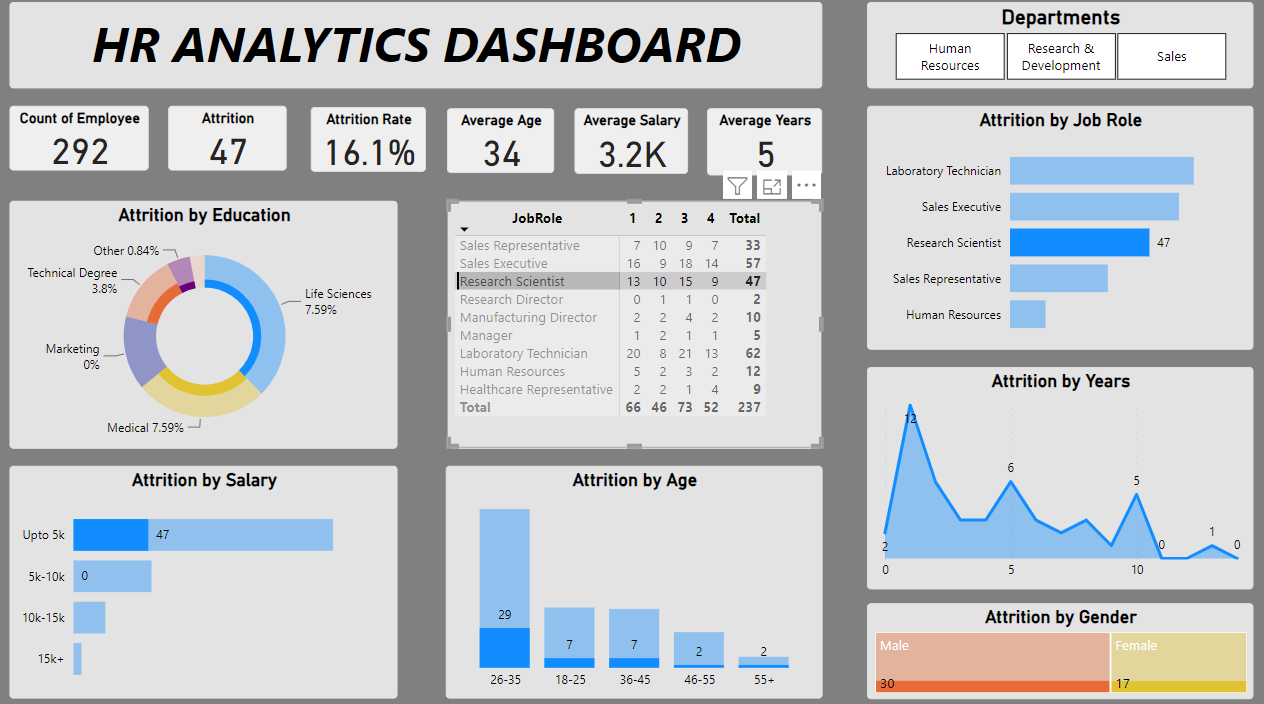 HR ANALYTICS DASHBOARD
Departments
Human
Resources
Research &
Development
Sales
Count of Employee
292
Attrition
47
Attrition Rate
16.1%
Average Age
34
Average Salary
3.2K
Average Years
5
Attrition by Job Role
Laboratory Technician
Sales Executive
Research Scientist 47
Sales Representative
Human Resources
Attrition by Education
Other 0.84%
Technical Degree
3.8%
Life Sciences
7.59%
Marketing
0%
Medical 7.59%
JobRole 1 2 3 4 Total
Sales Representative 7 10 9 7 33
Sales Executive 16 9 18 14 57
Research Scientist 13 10 15 9 47
Research Director 0 1 1 0 2
Manufacturing Director 2 2 4 2 10
Manager 1 2 1 1 5
Laboratory Technician 20 8 21 13 62
Human Resources 5 2 3 2 12
Healthcare Representative 2 2 1 4 9
Total 66 46 73 52 237
Attrition by Years
12
6
5
2
0
1
0
0 5 10
Attrition by Salary
Upto 5k 47
5k-10k 0
10k-15k
15k+
Attrition by Age
29
7
7
2
2
26-35 18-25 36-45 46-55 55+
Attrition by Gender
Male Female
30 17